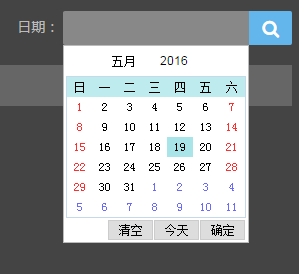 日期：
五月 2016
日 一 二 三 四 五 六
1 2 3 4 5 6 7
8 9 10 11 12 13 14
15 16 17 18 19 20 21
22 23 24 25 26 27 28
29 30 31 1 2 3 4
5 6 7 8 9 10 11
清空 今天 确定